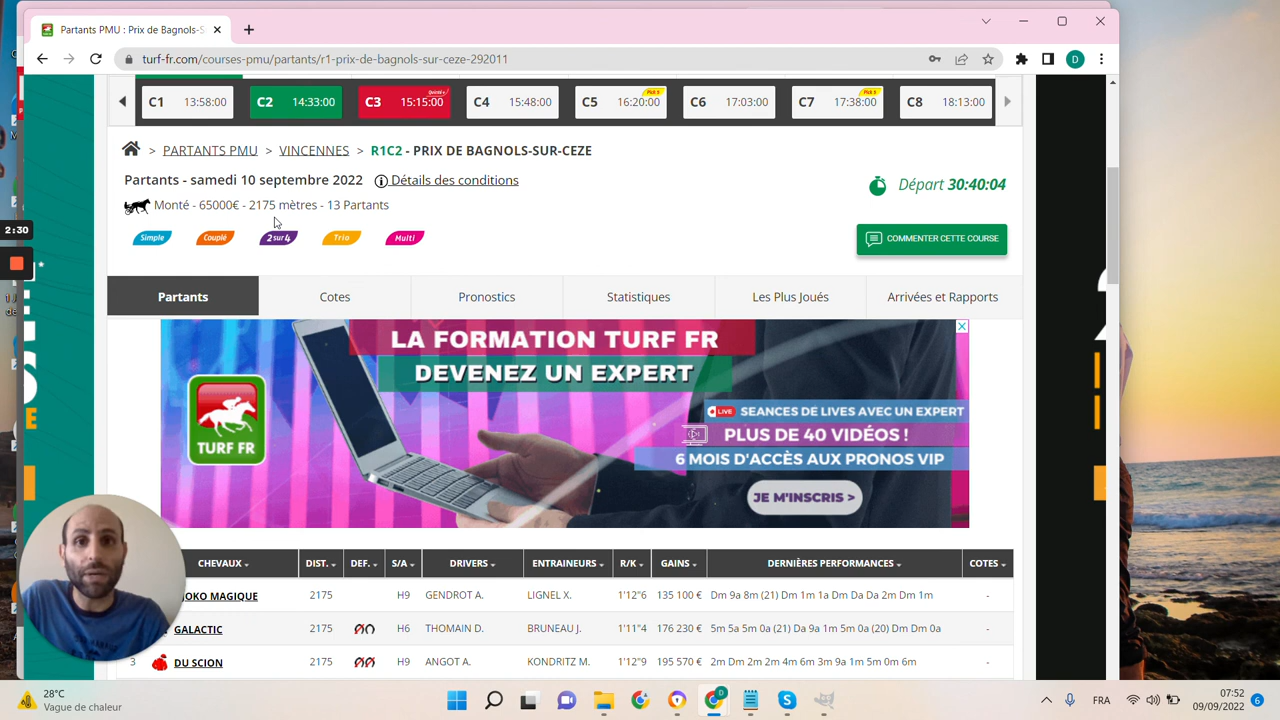 Partants PMU : Prix de Bagnols-S
turf-fr.com/courses-pmu/partants/r1-prix-de-bagnols-sur-ceze-292011
D
C1 13:58:00
C2 14:33:00
C3 15:15:00 Quinté+
C4 15:48:00
C5 16:20:00 Pick 5
C6 17:03:00
C7 17:38:00 Pick 5
C8 18:13:00
> PARTANTS PMU > VINCENNES > R1C2 - PRIX DE BAGNOLS-SUR-CEZE
Partants - samedi 10 septembre 2022 Détails des conditions
Départ 30:40:04
Monté - 65000€ - 2175 mètres - 13 Partants
2:30
Simple Couplé 2sur4 Trio Multi
COMMENTER CETTE COURSE
Partants Cotes Pronostics Statistiques Les Plus Joués Arrivées et Rapports
LA FORMATION TURF FR
DEVENEZ UN EXPERT
LIVE SEANCES DE LIVES AVEC UN EXPERT
PLUS DE 40 VIDÉOS !
TURF FR
6 MOIS D'ACCÈS AUX PRONOS VIP
JE M'INSCRIS >
CHEVAUX DIST. DEF. S/A DRIVERS ENTRAINEURS R/K GAINS DERNIÈRES PERFORMANCES COTES
OKO MAGIQUE 2175 H9 GENDROT A. LIGNEL X. 1'12"6 135 100 € Dm 9a 8m (21) Dm 1m 1a Dm Da Da 2m Dm 1m -
GALACTIC 2175 H6 THOMAIN D. BRUNEAU J. 1'11"4 176 230 € 5m 5a 5m 0a (21) Da 9a 1m 5m 0a (20) Dm Dm 0a -
3 DU SCION 2175 H9 ANGOT A. KONDRITZ M. 1'12"9 195 570 € 2m Dm 2m 2m 4m 6m 3m 9a 1m 5m 0m 6m -
28°C
Vague de chaleur
FRA
07:52
09/09/2022
6